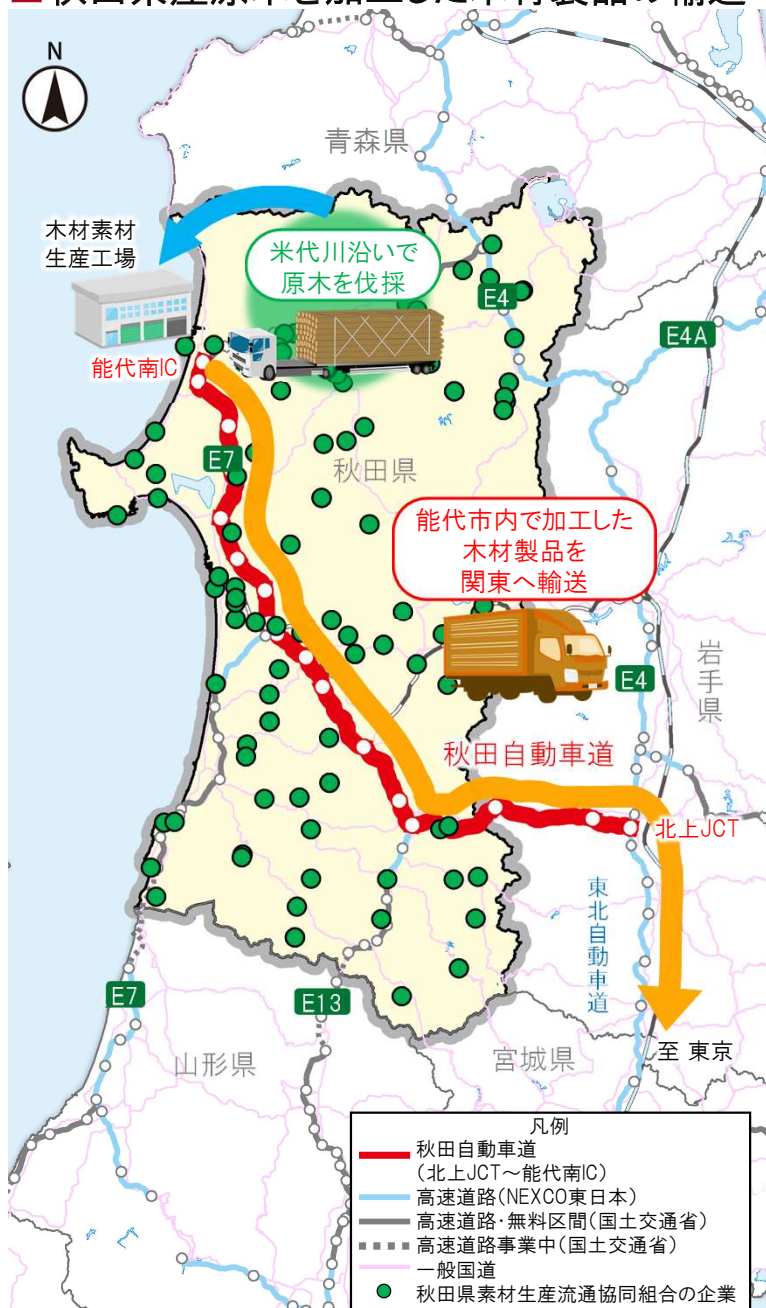 N
青森県
木材素材
生産工場
米代川沿いで
原木を伐採
E4
E4A
能代南IC
E7
秋田県
能代市内で加工した
木材製品を
関東へ輸送
岩手県
E4
秋田自動車道
北上JCT
東北自動車道
E7
E13
山形県
宮城県
至 東京
凡例
秋田自動車道
(北上JCT～能代南IC)
高速道路(NEXCO東日本)
高速道路・無料区間(国土交通省)
高速道路事業中(国土交通省)
一般国道
秋田県素材生産流通協同組合の企業